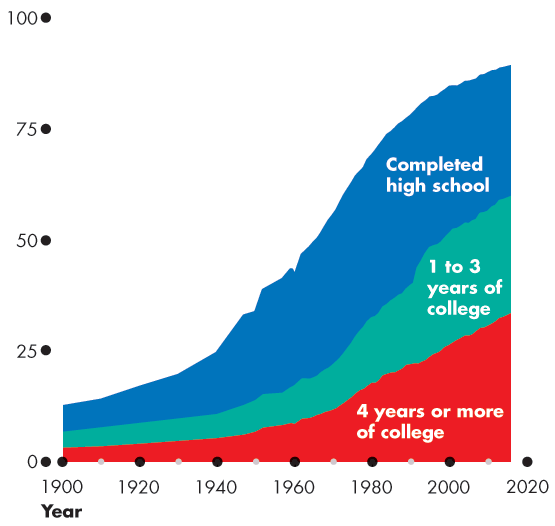 100
75
Completed
high school
50
1 to 3
years of
college
25
4 years or more
of college
0
1900 1920 1940 1960 1980 2000 2020
Year